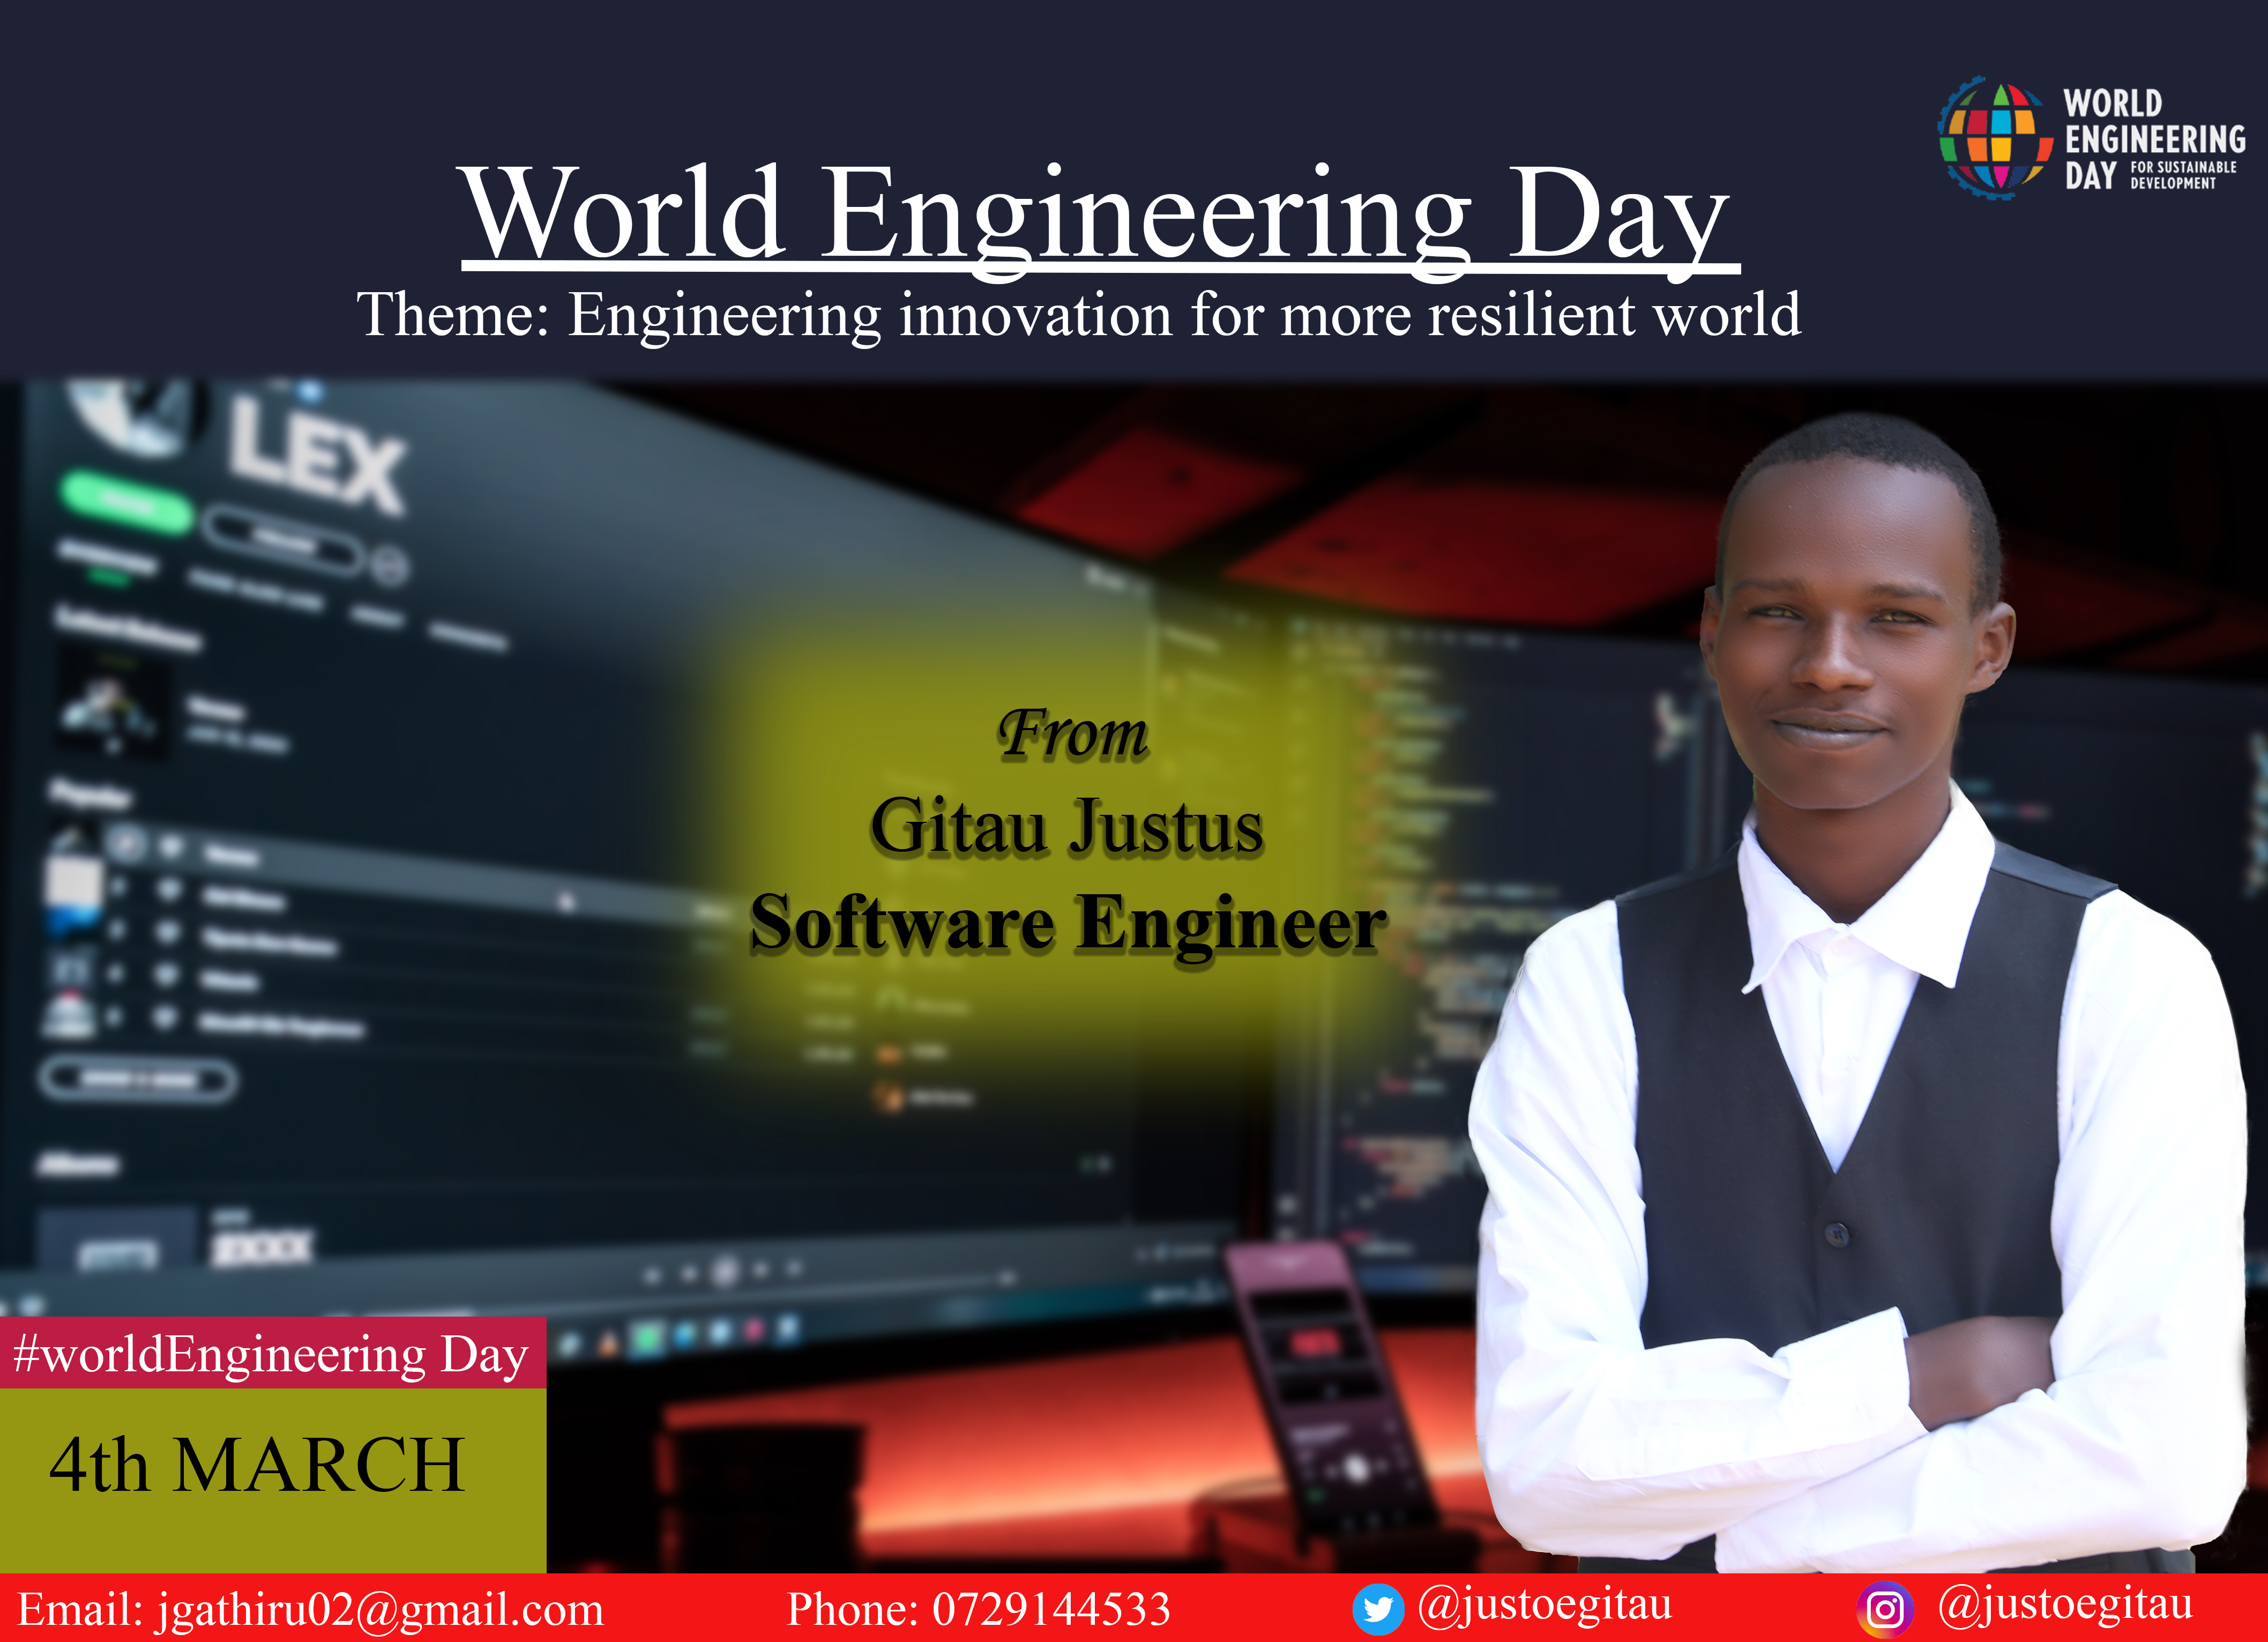 WORLD
ENGINEERING
DAY FOR SUSTAINABLE
DEVELOPMENT
World Engineering Day
Theme: Engineering innovation for more resilient world
LEX
From
Gitau Justus
Software Engineer
#worldEngineering Day
4th MARCH
Email: jgathiru02@gmail.com
Phone: 0729144533
@justoegitau
@justoegitau